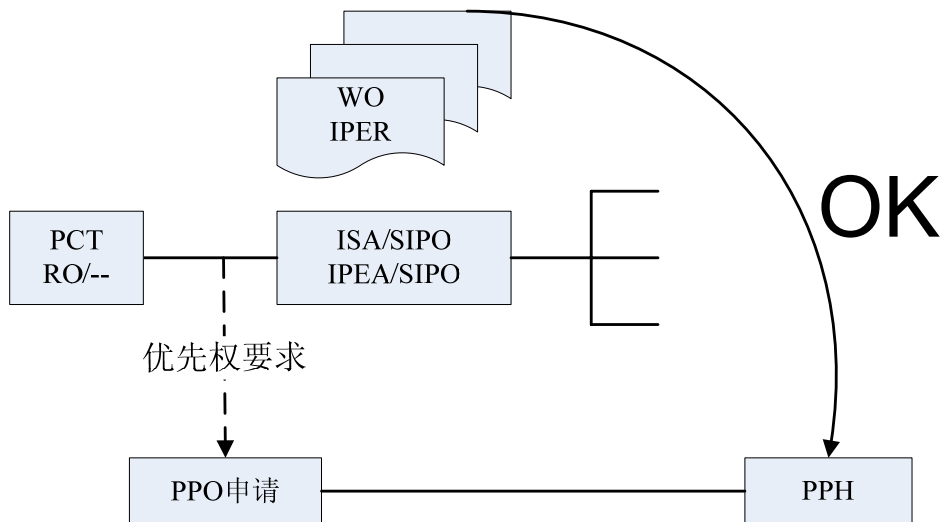 WO
IPER
OK
PCT
RO/--
ISA/SIPO
IPEA/SIPO
优先权要求
PPO申请
PPH